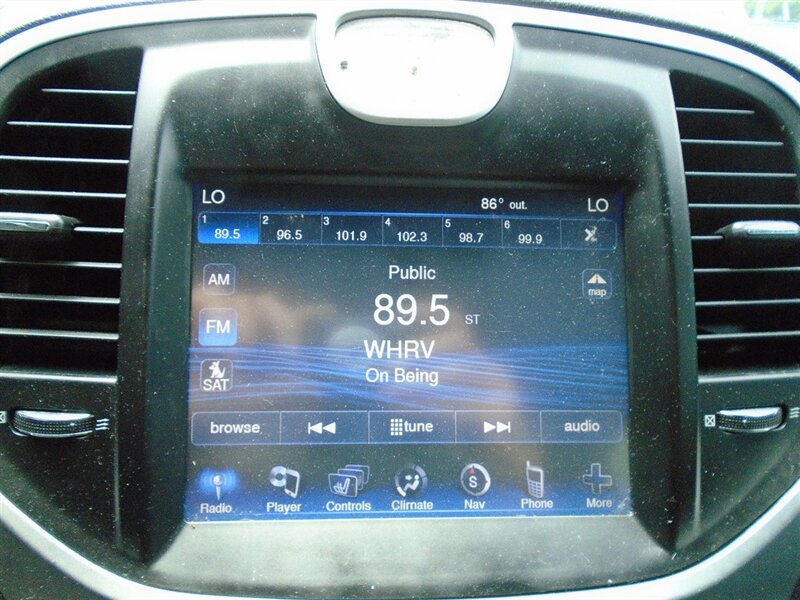 LO 86° out. LO
1 2 3 4 5 6
89.5 96.5 101.9 102.3 98.7 99.9
AM Public map
89.5 ST
FM
WHRV
SAT On Being
browse tune audio
Radio Player Controls Climate Nav Phone More
S